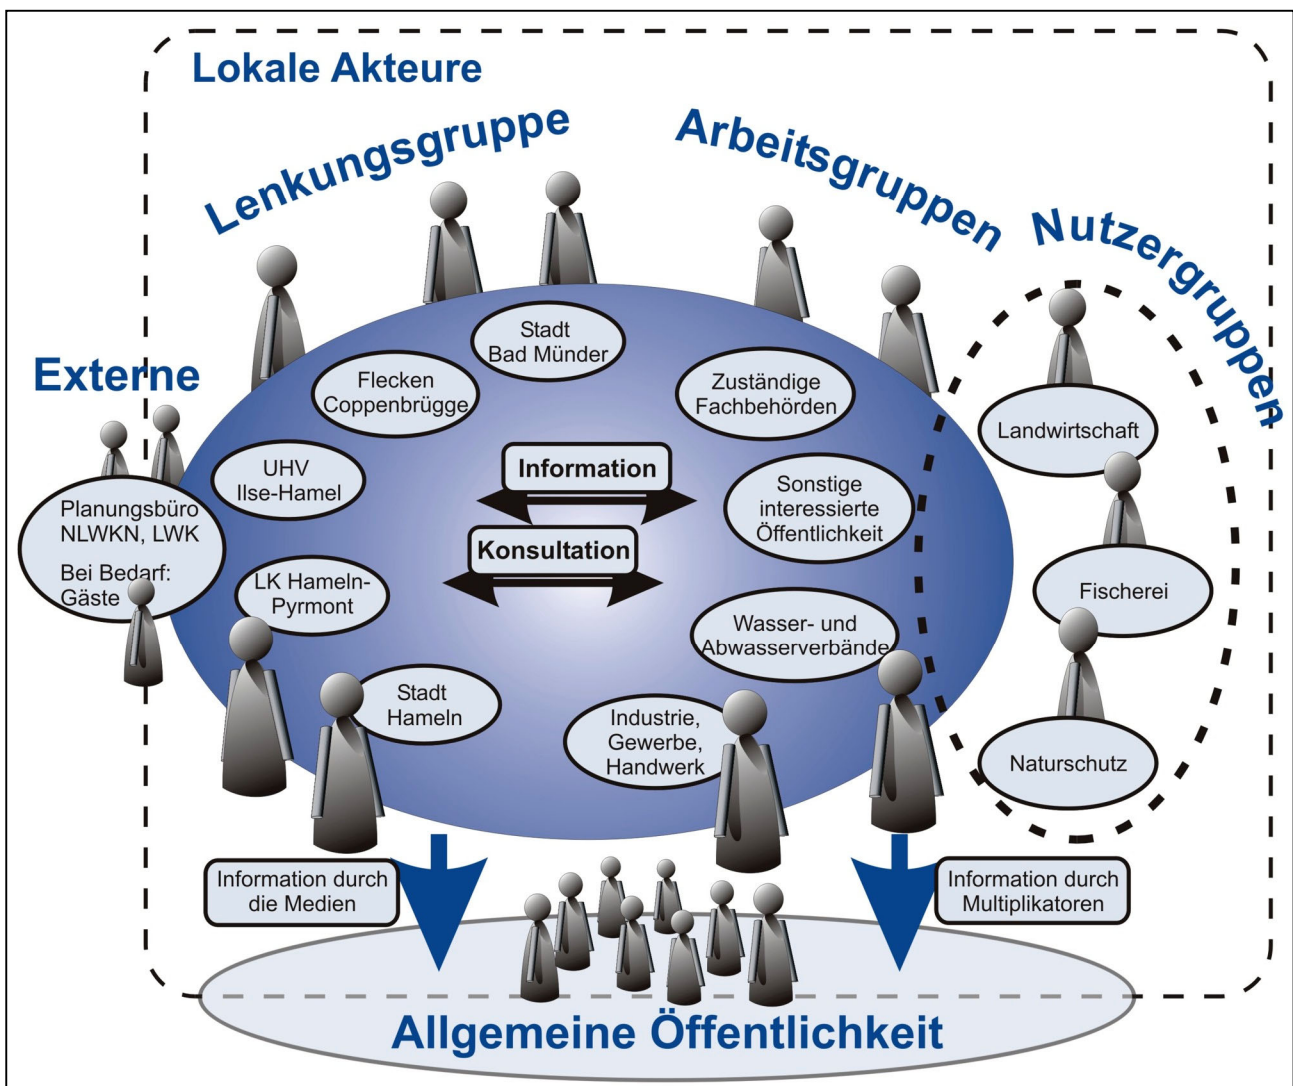 Lokale Akteure
Lenkungsgruppe
Arbeitsgruppen
Nutzergruppen
Externe
Stadt
Bad Münder
Flecken
Coppenbrügge
UHV
Ilse-Hamel
LK Hameln-
Pyrmont
Stadt
Hameln
Planungsbüro
NLWKN, LWK
Bei Bedarf:
Gäste
Information
Konsultation
Zuständige
Fachbehörden
Sonstige
interessierte
Öffentlichkeit
Wasser- und
Abwasserverbände
Industrie,
Gewerbe,
Handwerk
Landwirtschaft
Fischerei
Naturschutz
Information durch
die Medien
Information durch
Multiplikatoren
Allgemeine Öffentlichkeit